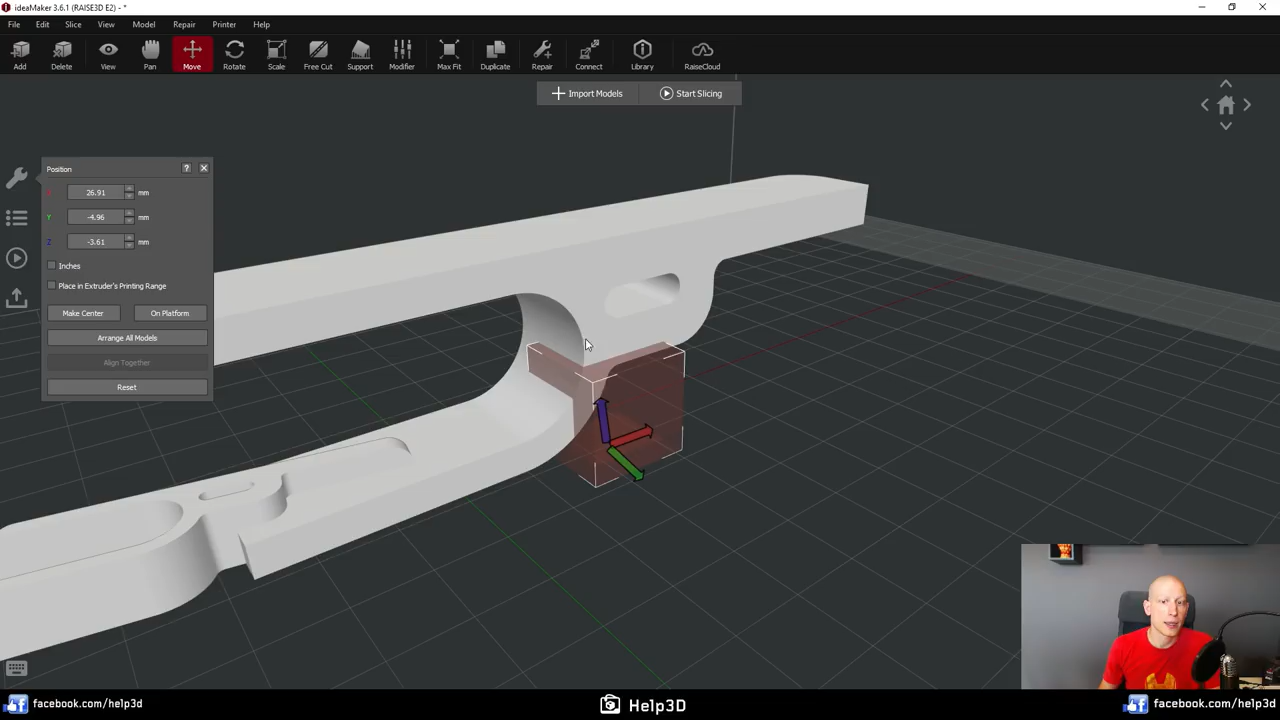 ideaMaker 3.6.1 (RAISE3D E2) - *
File Edit Slice View Model Repair Printer Help
Add Delete View Pan Move Rotate Scale Free Cut Support Modifier Max Fit Duplicate Repair Connect Library RaiseCloud
Import Models Start Slicing
Position ?
X 26.91 mm
Y -4.96 mm
Z -3.61 mm
Inches
Place in Extruder's Printing Range
Make Center On Platform
Arrange All Models
Align Together
Reset
facebook.com/help3d Help3D facebook.com/help3d